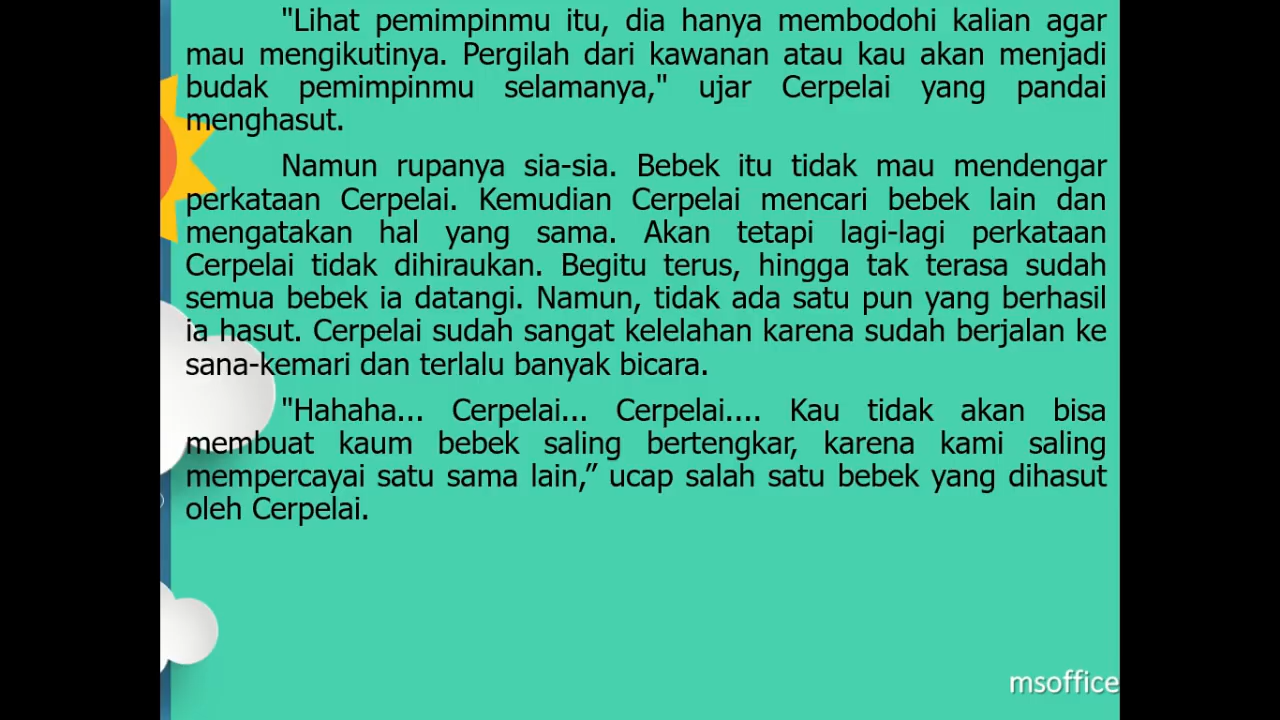 "Lihat pemimpinmu itu, dia hanya membodohi kalian agar
mau mengikutinya. Pergilah dari kawanan atau kau akan menjadi
budak pemimpinmu selamanya," ujar Cerpelai yang pandai
menghasut.
Namun rupanya sia-sia. Bebek itu tidak mau mendengar
perkataan Cerpelai. Kemudian Cerpelai mencari bebek lain dan
mengatakan hal yang sama. Akan tetapi lagi-lagi perkataan
Cerpelai tidak dihiraukan. Begitu terus, hingga tak terasa sudah
semua bebek ia datangi. Namun, tidak ada satu pun yang berhasil
ia hasut. Cerpelai sudah sangat kelelahan karena sudah berjalan ke
sana-kemari dan terlalu banyak bicara.
"Hahaha... Cerpelai... Cerpelai.... Kau tidak akan bisa
membuat kaum bebek saling bertengkar, karena kami saling
mempercayai satu sama lain,” ucap salah satu bebek yang dihasut
oleh Cerpelai.
msoffice